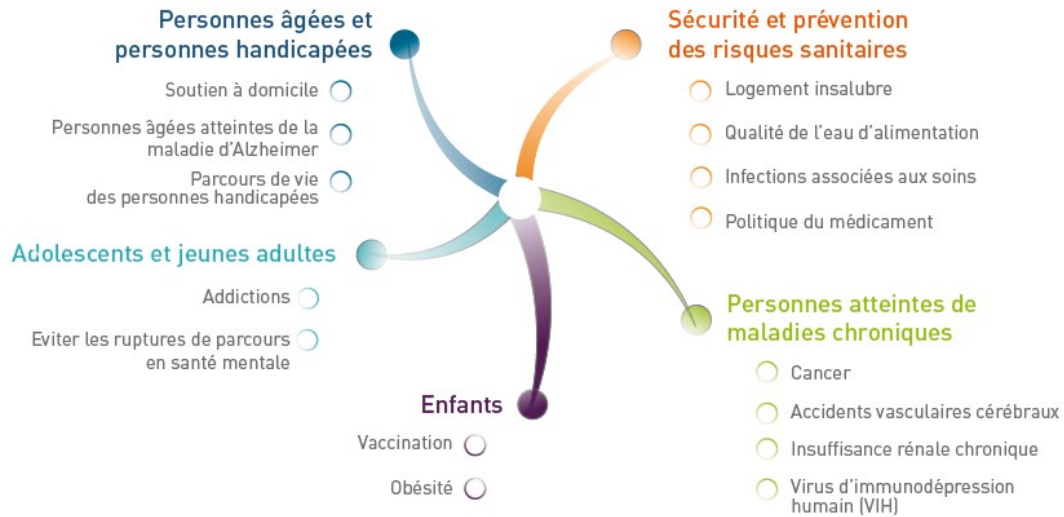 Personnes âgées et
personnes handicapées
Soutien à domicile
Personnes âgées atteintes de la
maladie d'Alzheimer
Parcours de vie
des personnes handicapées
Adolescents et jeunes adultes
Addictions
Eviter les ruptures de parcours
en santé mentale
Enfants
Vaccination
Obésité
Sécurité et prévention
des risques sanitaires
Logement insalubre
Qualité de l'eau d'alimentation
Infections associées aux soins
Politique du médicament
Personnes atteintes de
maladies chroniques
Cancer
Accidents vasculaires cérébraux
Insuffisance rénale chronique
Virus d'immunodépression
humain (VIH)